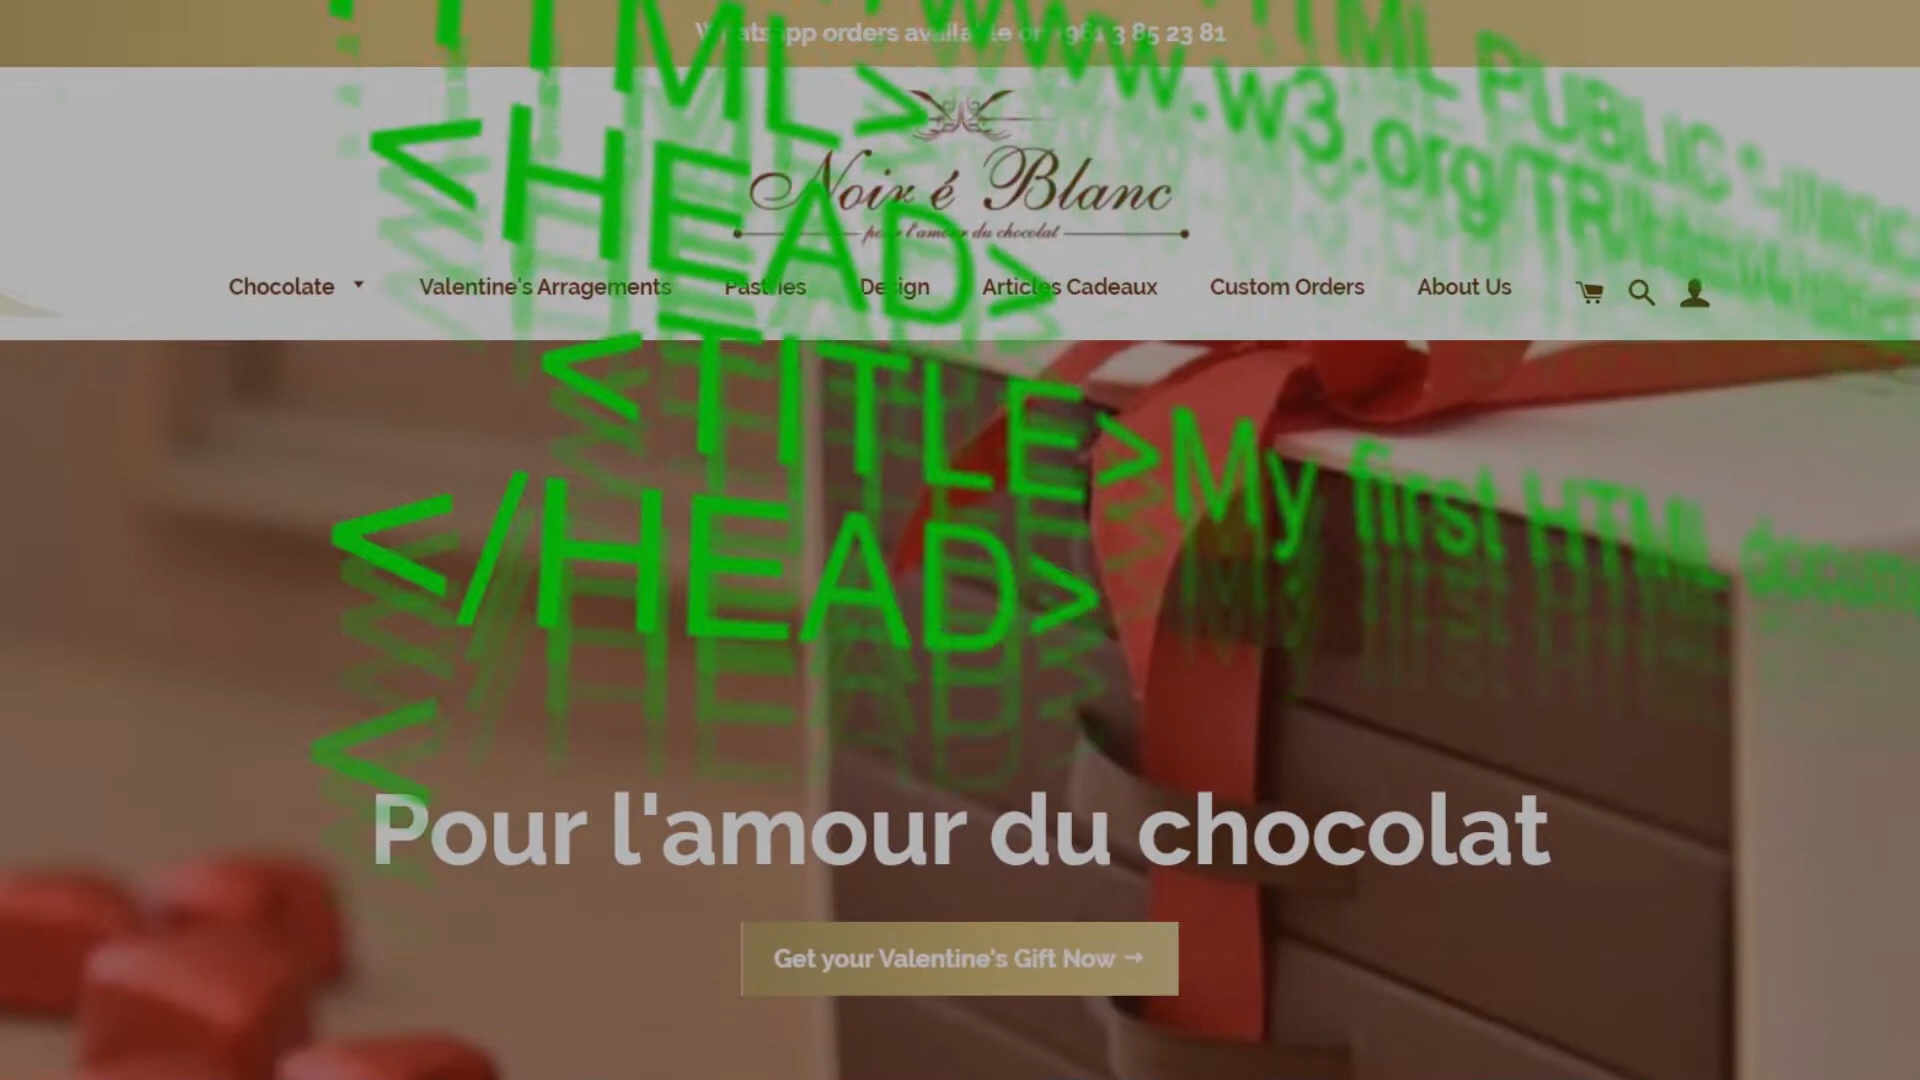 Whatsapp orders available on +961 3 85 23 81
HTML PUBLIC "-
www.w3.org/TR/
HTML>
<HEAD>
Noir é Blanc
pour l'amour du chocolat
Chocolate Valentine's Arragements Pastries Design Articles Cadeaux Custom Orders About Us
<TITLE>My first HTML
</HEAD>
<
Pour l'amour du chocolat
Get your Valentine's Gift Now →